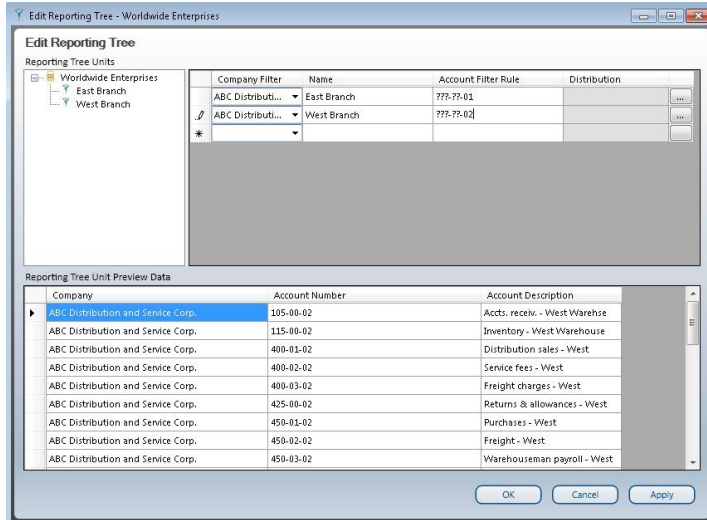 Edit Reporting Tree - Worldwide Enterprises
Edit Reporting Tree
Reporting Tree Units
Worldwide Enterprises
East Branch
West Branch
Company Filter Name Account Filter Rule Distribution
ABC Distributi... East Branch ???-??-01 ...
ABC Distributi... West Branch ???-??-02 ...
Reporting Tree Unit Preview Data
Company Account Number Account Description
ABC Distribution and Service Corp. 105-00-02 Accts. receiv. - West Warehse
ABC Distribution and Service Corp. 115-00-02 Inventory - West Warehouse
ABC Distribution and Service Corp. 400-01-02 Distribution sales - West
ABC Distribution and Service Corp. 400-02-02 Service fees - West
ABC Distribution and Service Corp. 400-03-02 Freight charges - West
ABC Distribution and Service Corp. 425-00-02 Returns & allowances - West
ABC Distribution and Service Corp. 450-01-02 Purchases - West
ABC Distribution and Service Corp. 450-02-02 Freight - West
ABC Distribution and Service Corp. 450-03-02 Warehouseman payroll - West
OK Cancel Apply